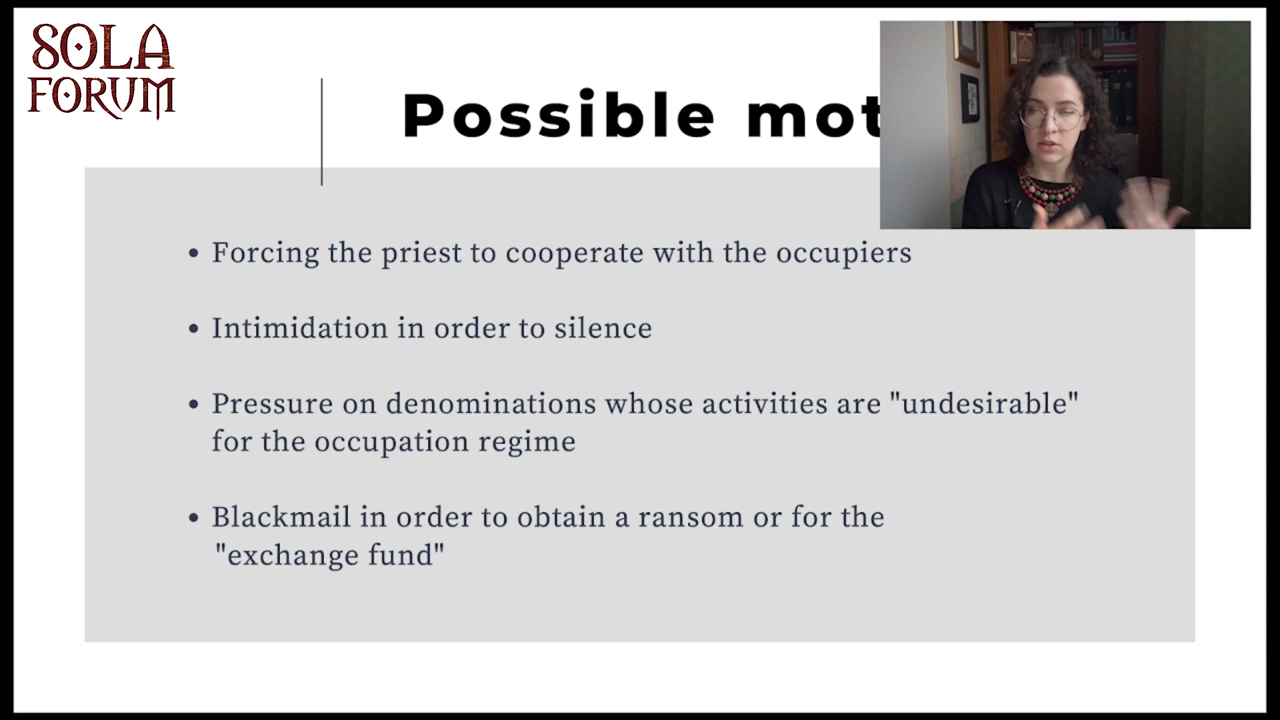 SOLA
FORUM
Possible mot
• Forcing the priest to cooperate with the occupiers
• Intimidation in order to silence
• Pressure on denominations whose activities are "undesirable"
for the occupation regime
• Blackmail in order to obtain a ransom or for the
"exchange fund"